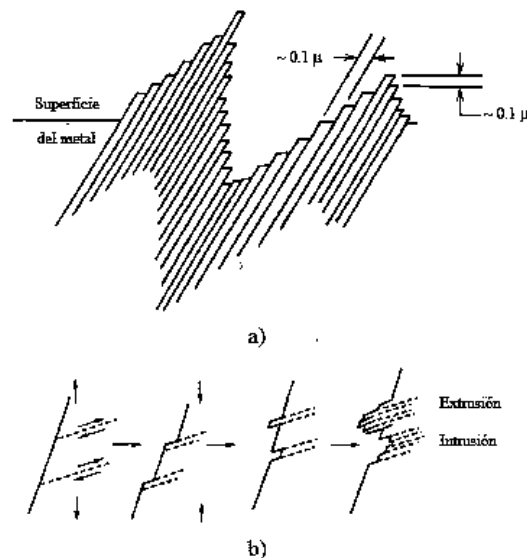 ~ 0.1 μ
Superficie
del metal
~ 0.1 μ
a)
Extrusión
Intrusión
b)